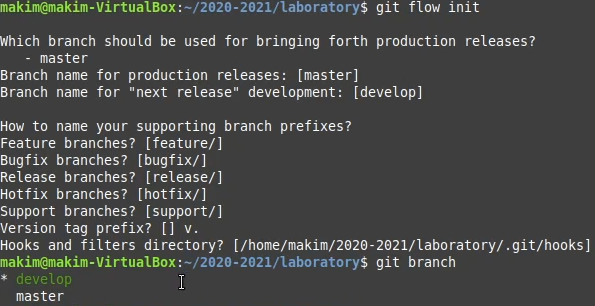 makim@makim-VirtualBox:~/2020-2021/laboratory$ git flow init
Which branch should be used for bringing forth production releases?
- master
Branch name for production releases: [master]
Branch name for "next release" development: [develop]
How to name your supporting branch prefixes?
Feature branches? [feature/]
Bugfix branches? [bugfix/]
Release branches? [release/]
Hotfix branches? [hotfix/]
Support branches? [support/]
Version tag prefix? [] v.
Hooks and filters directory? [/home/makim/2020-2021/laboratory/.git/hooks]
makim@makim-VirtualBox:~/2020-2021/laboratory$ git branch
* develop
master